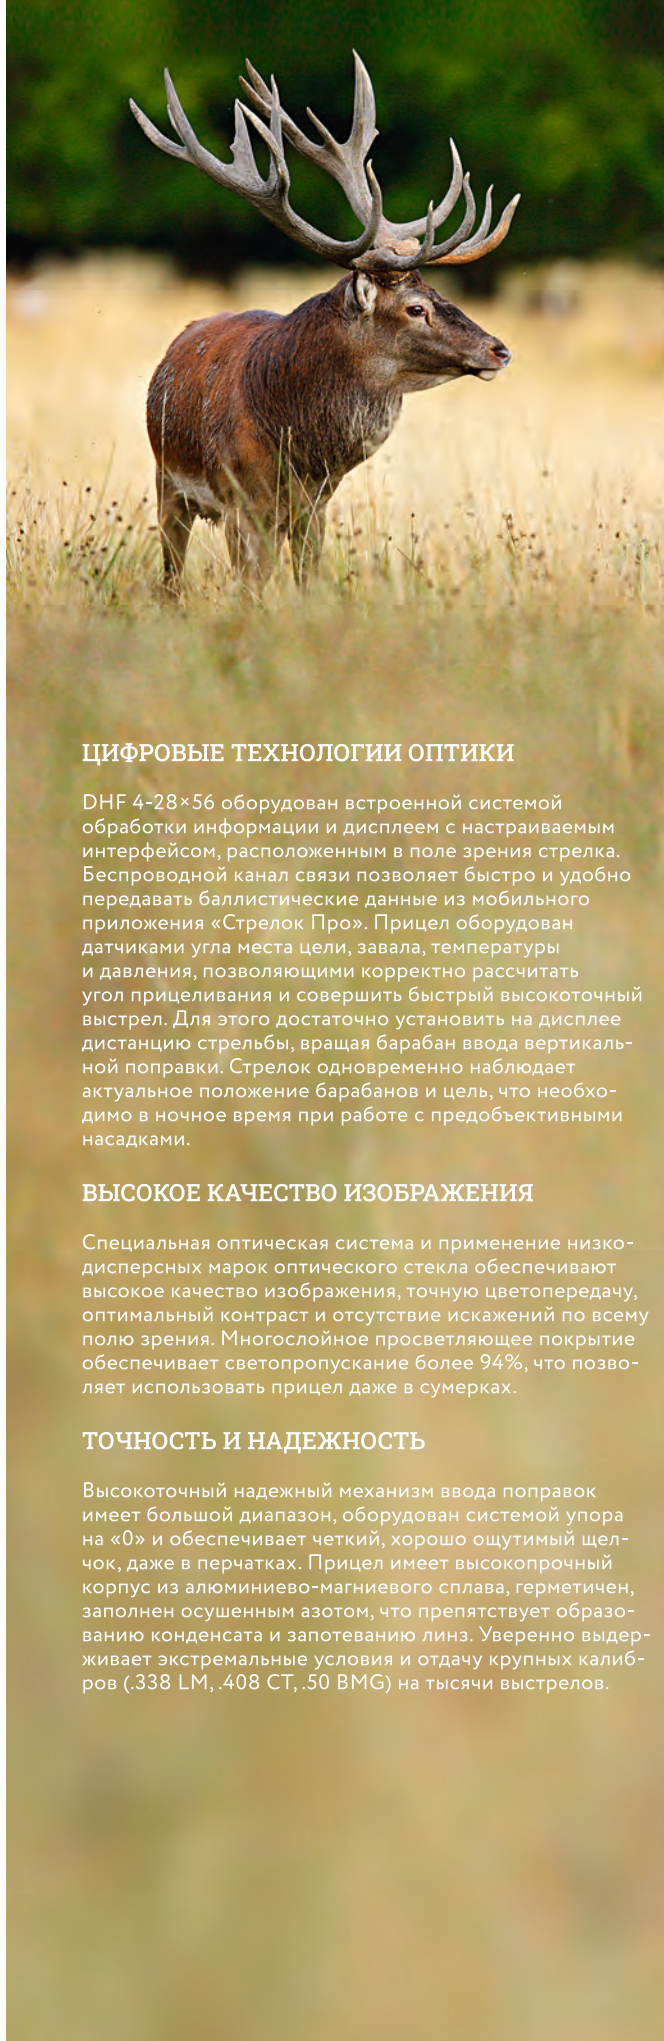 ЦИФРОВЫЕ ТЕХНОЛОГИИ ОПТИКИ
DHF 4-28×56 оборудован встроенной системой
обработки информации и дисплеем с настраиваемым
интерфейсом, расположенным в поле зрения стрелка.
Беспроводной канал связи позволяет быстро и удобно
передавать баллистические данные из мобильного
приложения «Стрелок Про». Прицел оборудован
датчиками угла места цели, завала, температуры
и давления, позволяющими корректно рассчитать
угол прицеливания и совершить быстрый высокоточный
выстрел. Для этого достаточно установить на дисплее
дистанцию стрельбы, вращая барабан ввода вертикаль-
ной поправки. Стрелок одновременно наблюдает
актуальное положение барабанов и цель, что необхо-
димо в ночное время при работе с предобъективными
насадками.
ВЫСОКОЕ КАЧЕСТВО ИЗОБРАЖЕНИЯ
Специальная оптическая система и применение низко-
дисперсных марок оптического стекла обеспечивают
высокое качество изображения, точную цветопередачу,
оптимальный контраст и отсутствие искажений по всему
полю зрения. Многослойное просветляющее покрытие
обеспечивает светопропускание более 94%, что позво-
ляет использовать прицел даже в сумерках.
ТОЧНОСТЬ И НАДЕЖНОСТЬ
Высокоточный надежный механизм ввода поправок
имеет большой диапазон, оборудован системой упора
на «0» и обеспечивает четкий, хорошо ощутимый щел-
чок, даже в перчатках. Прицел имеет высокопрочный
корпус из алюминиево-магниевого сплава, герметичен,
заполнен осушенным азотом, что препятствует образо-
ванию конденсата и запотеванию линз. Уверенно выдер-
живает экстремальные условия и отдачу крупных калиб-
ров (.338 LM, .408 CT, .50 BMG) на тысячи выстрелов.